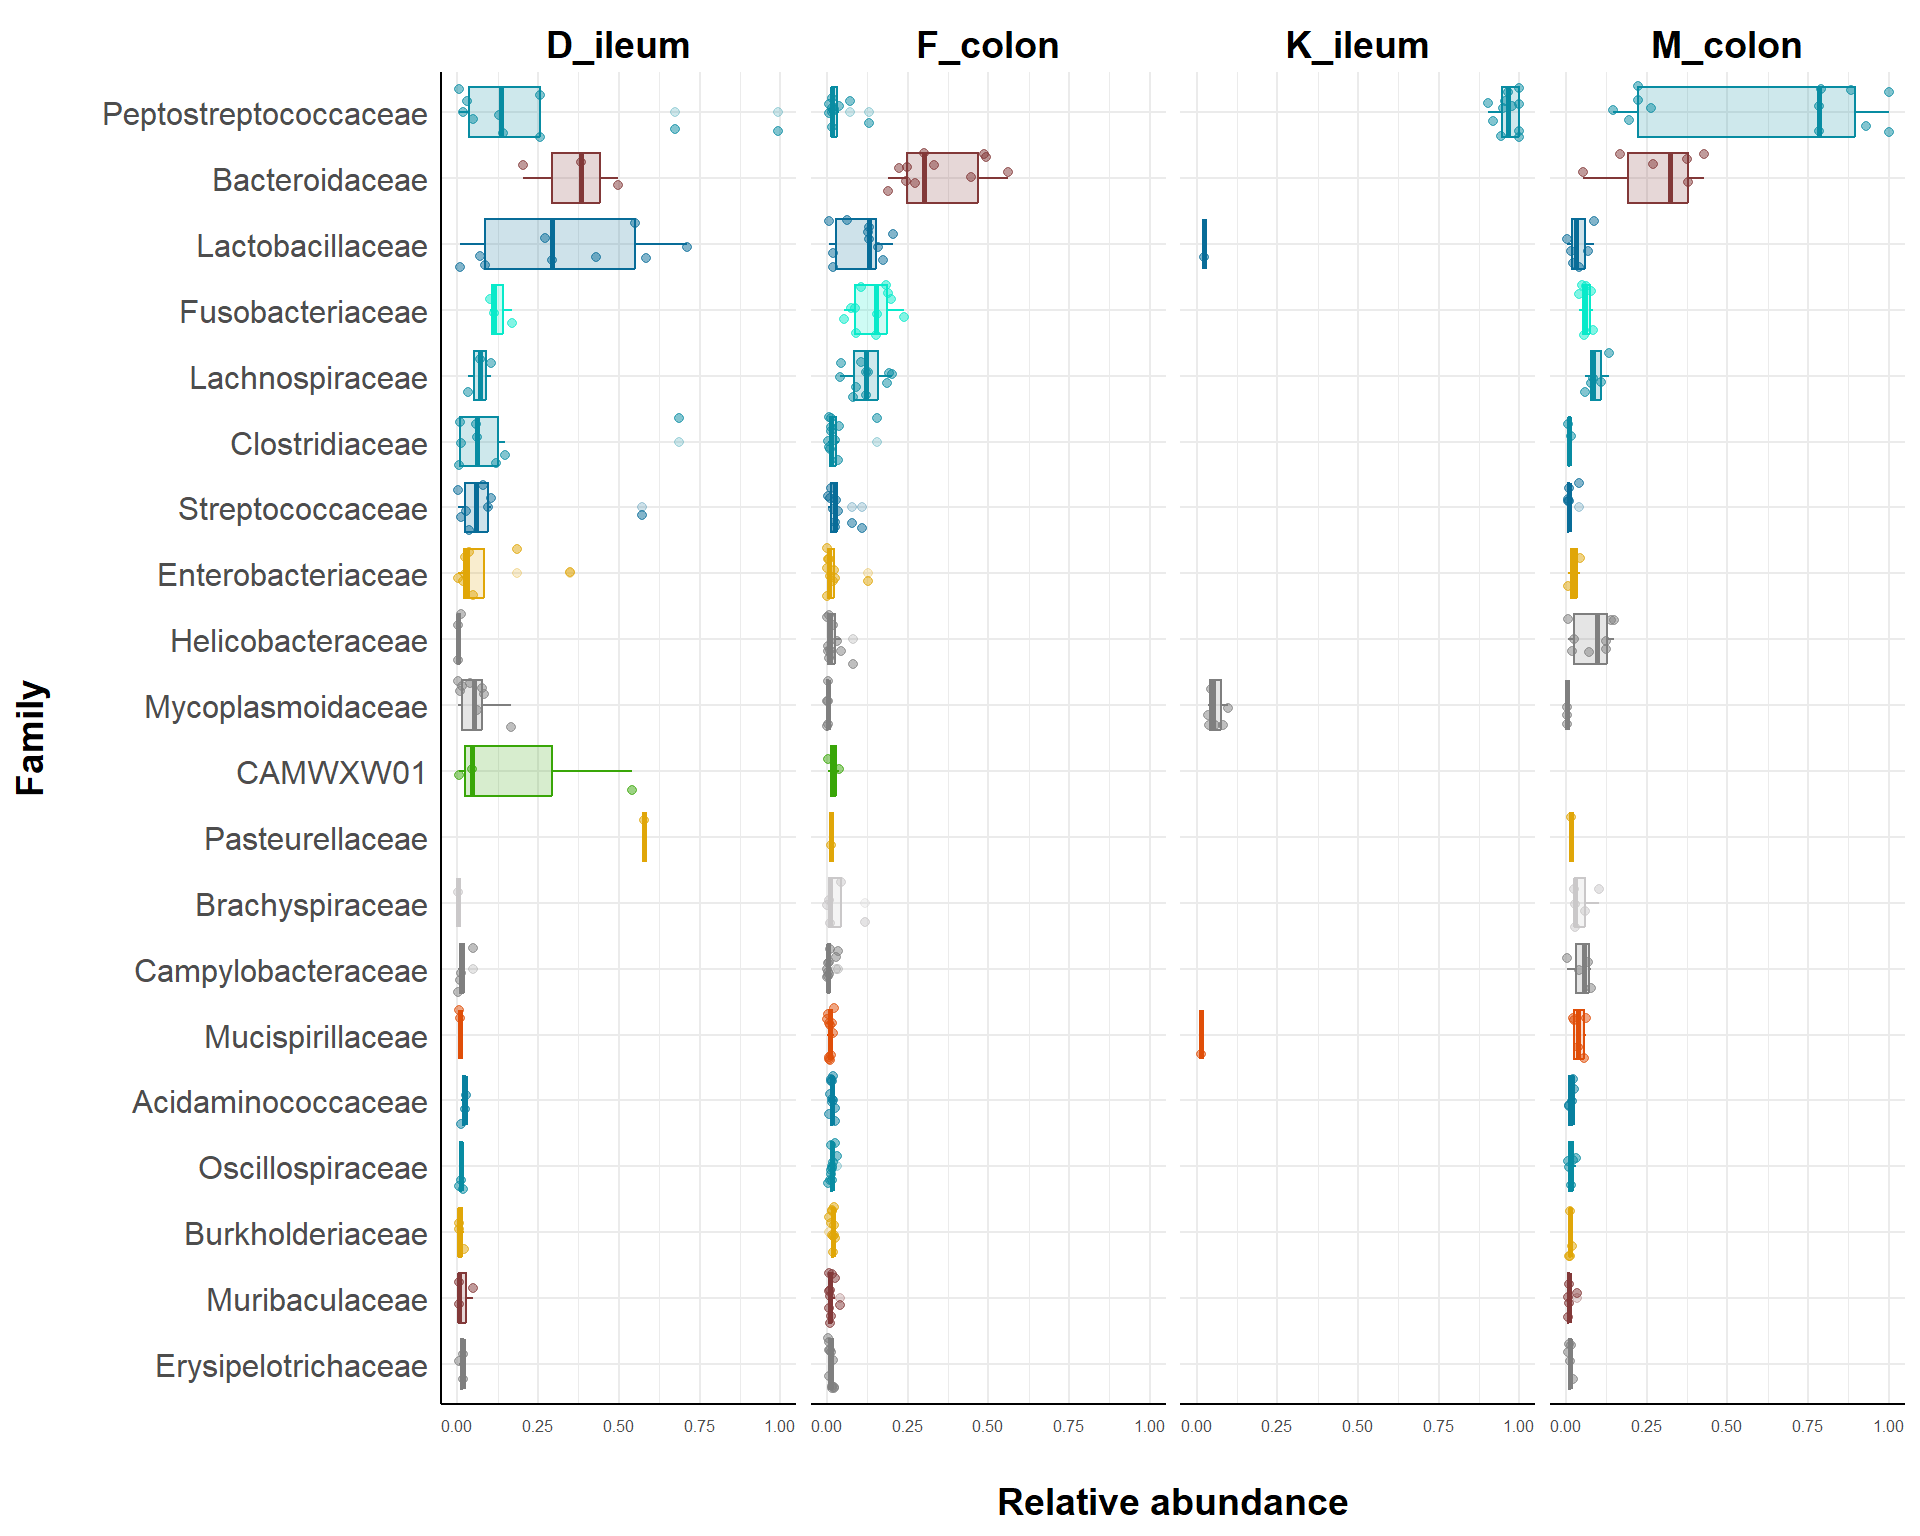 D_ileum F_colon K_ileum M_colon
Peptostreptococcaceae
Bacteroidaceae
Lactobacillaceae
Fusobacteriaceae
Lachnospiraceae
Clostridiaceae
Streptococcaceae
Enterobacteriaceae
Helicobacteraceae
Mycoplasmoidaceae
CAMWXW01
Pasteurellaceae
Brachyspiraceae
Campylobacteraceae
Mucispirillaceae
Acidaminococcaceae
Oscillospiraceae
Burkholderiaceae
Muribaculaceae
Erysipelotrichaceae
Family
0.00 0.25 0.50 0.75 1.00 0.00 0.25 0.50 0.75 1.00 0.00 0.25 0.50 0.75 1.00 0.00 0.25 0.50 0.75 1.00
Relative abundance